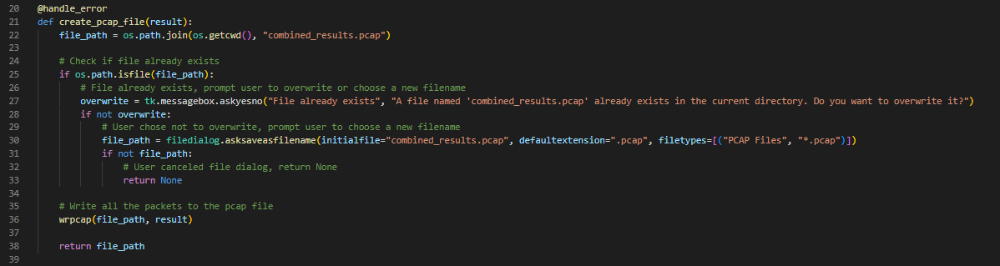 20 @handle_error
21 def create_pcap_file(result):
22     file_path = os.path.join(os.getcwd(), "combined_results.pcap")
23
24     # Check if file already exists
25     if os.path.isfile(file_path):
26         # File already exists, prompt user to overwrite or choose a new filename
27         overwrite = tk.messagebox.askyesno("File already exists", "A file named 'combined_results.pcap' already exists in the current directory. Do you want to overwrite it?")
28         if not overwrite:
29             # User chose not to overwrite, prompt user to choose a new filename
30             file_path = filedialog.asksaveasfilename(initialfile="combined_results.pcap", defaultextension=".pcap", filetypes=[("PCAP Files", "*.pcap")])
31             if not file_path:
32                 # User canceled file dialog, return None
33                 return None
34
35     # Write all the packets to the pcap file
36     wrpcap(file_path, result)
37
38     return file_path
39